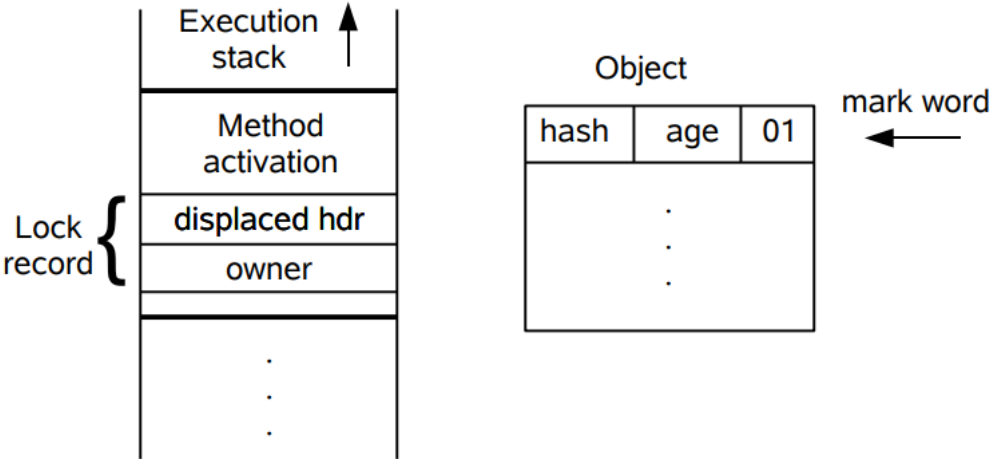 Execution
stack
Method
activation
Lock
record
displaced hdr
owner
.
.
.
Object
hash age 01
mark word
.
.
.